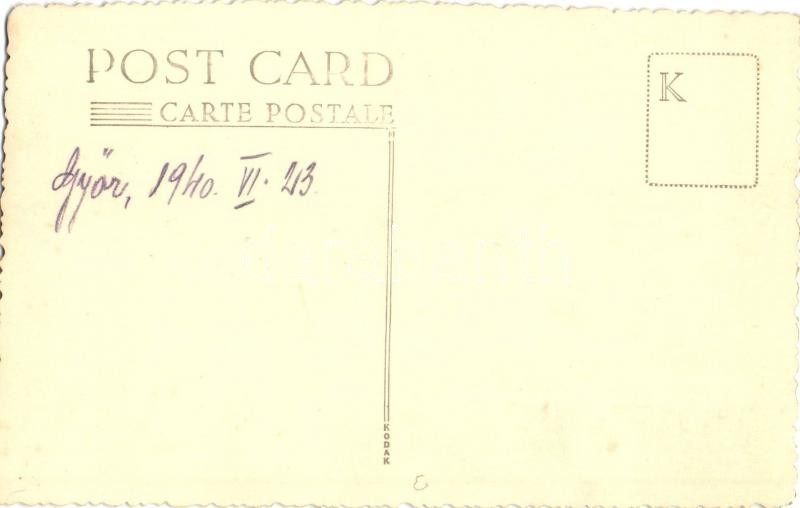 POST CARD
CARTE POSTALE
K
Győr, 1940. VI. 23.
KODAK